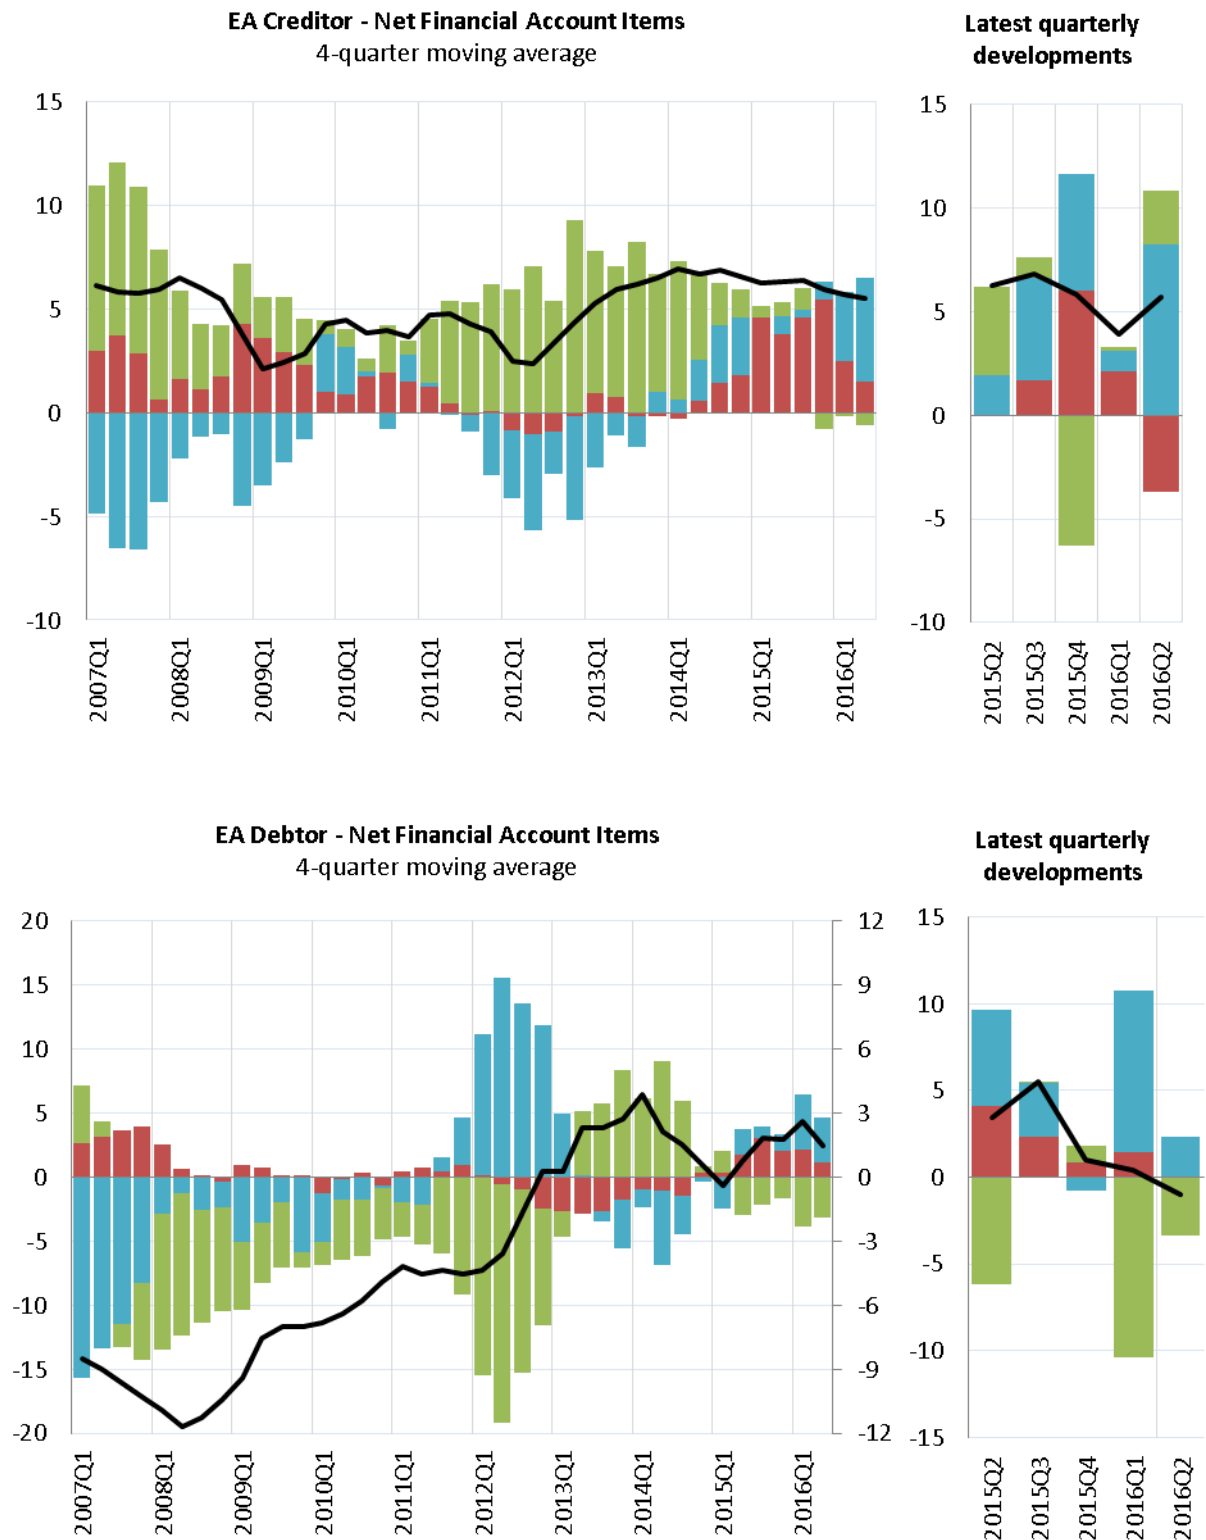 EA Creditor - Net Financial Account Items
4-quarter moving average
15
10
5
0
-5
-10
2007Q1
2008Q1
2009Q1
2010Q1
2011Q1
2012Q1
2013Q1
2014Q1
2015Q1
2016Q1
Latest quarterly
developments
15
10
5
0
-5
-10
2015Q2
2015Q3
2015Q4
2016Q1
2016Q2
EA Debtor - Net Financial Account Items
4-quarter moving average
20
15
10
5
0
-5
-10
-15
-20
12
9
6
3
0
-3
-6
-9
-12
2007Q1
2008Q1
2009Q1
2010Q1
2011Q1
2012Q1
2013Q1
2014Q1
2015Q1
2016Q1
Latest quarterly
developments
15
10
5
0
-5
-10
-15
2015Q2
2015Q3
2015Q4
2016Q1
2016Q2